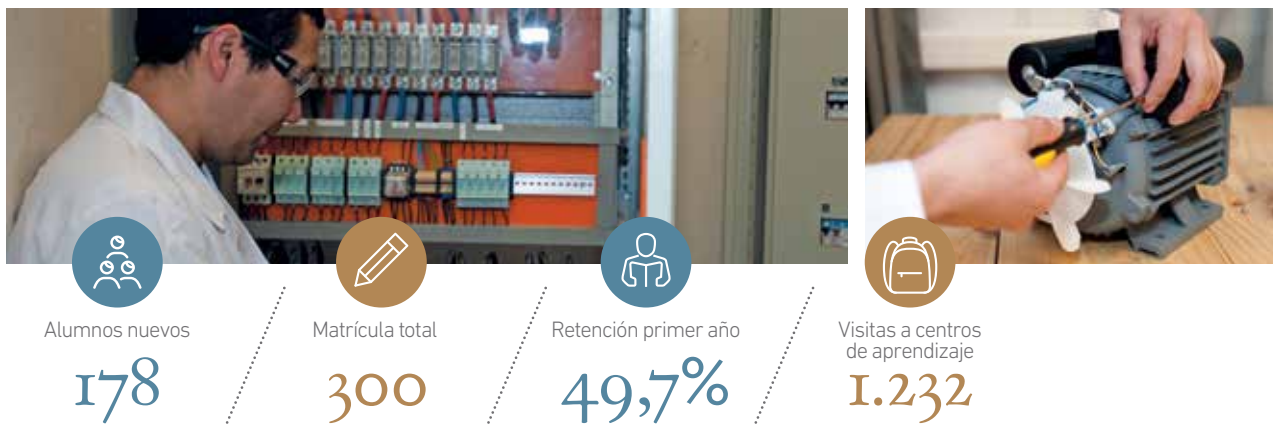 Alumnos nuevos
178
Matrícula total
300
Retención primer año
49,7%
Visitas a centros
de aprendizaje
1.232